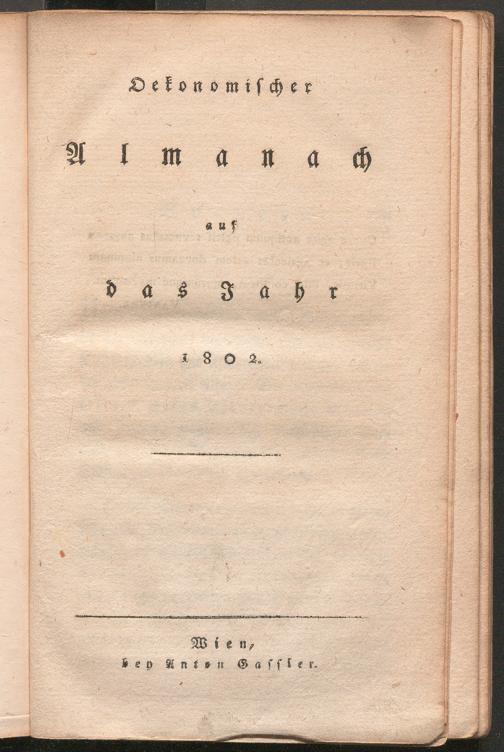 Oekonomischer
Almanach
auf
das Jahr
1802.
Wien,
bey Anton Gassler.